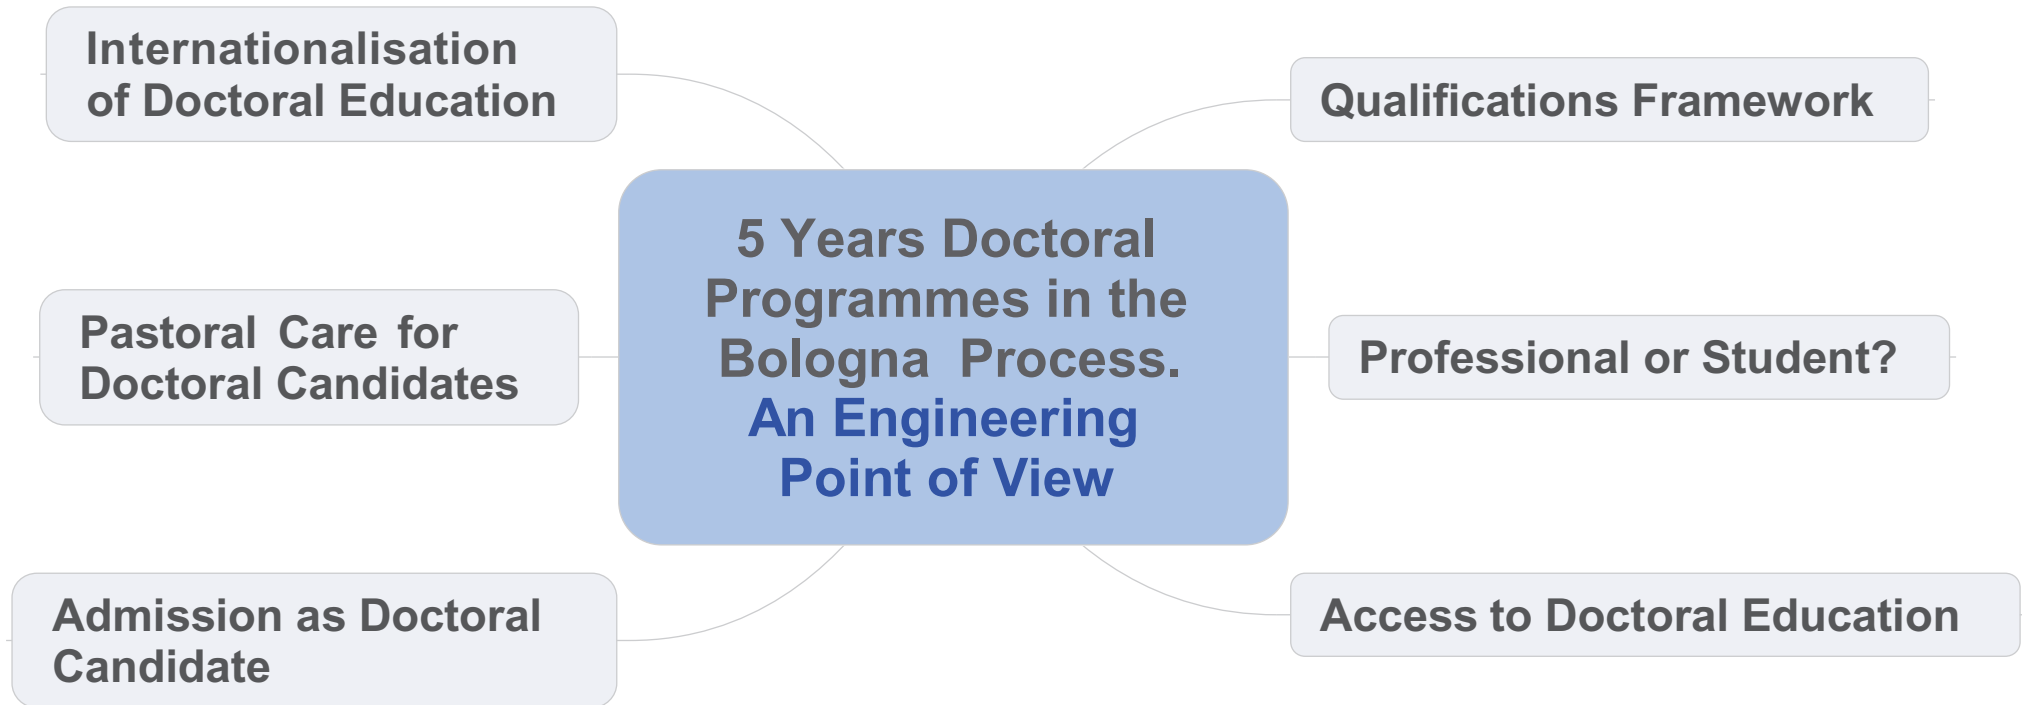 Internationalisation
of Doctoral Education
Qualifications Framework
5 Years Doctoral
Programmes in the
Bologna Process.
An Engineering
Point of View
Pastoral Care for
Doctoral Candidates
Professional or Student?
Admission as Doctoral
Candidate
Access to Doctoral Education